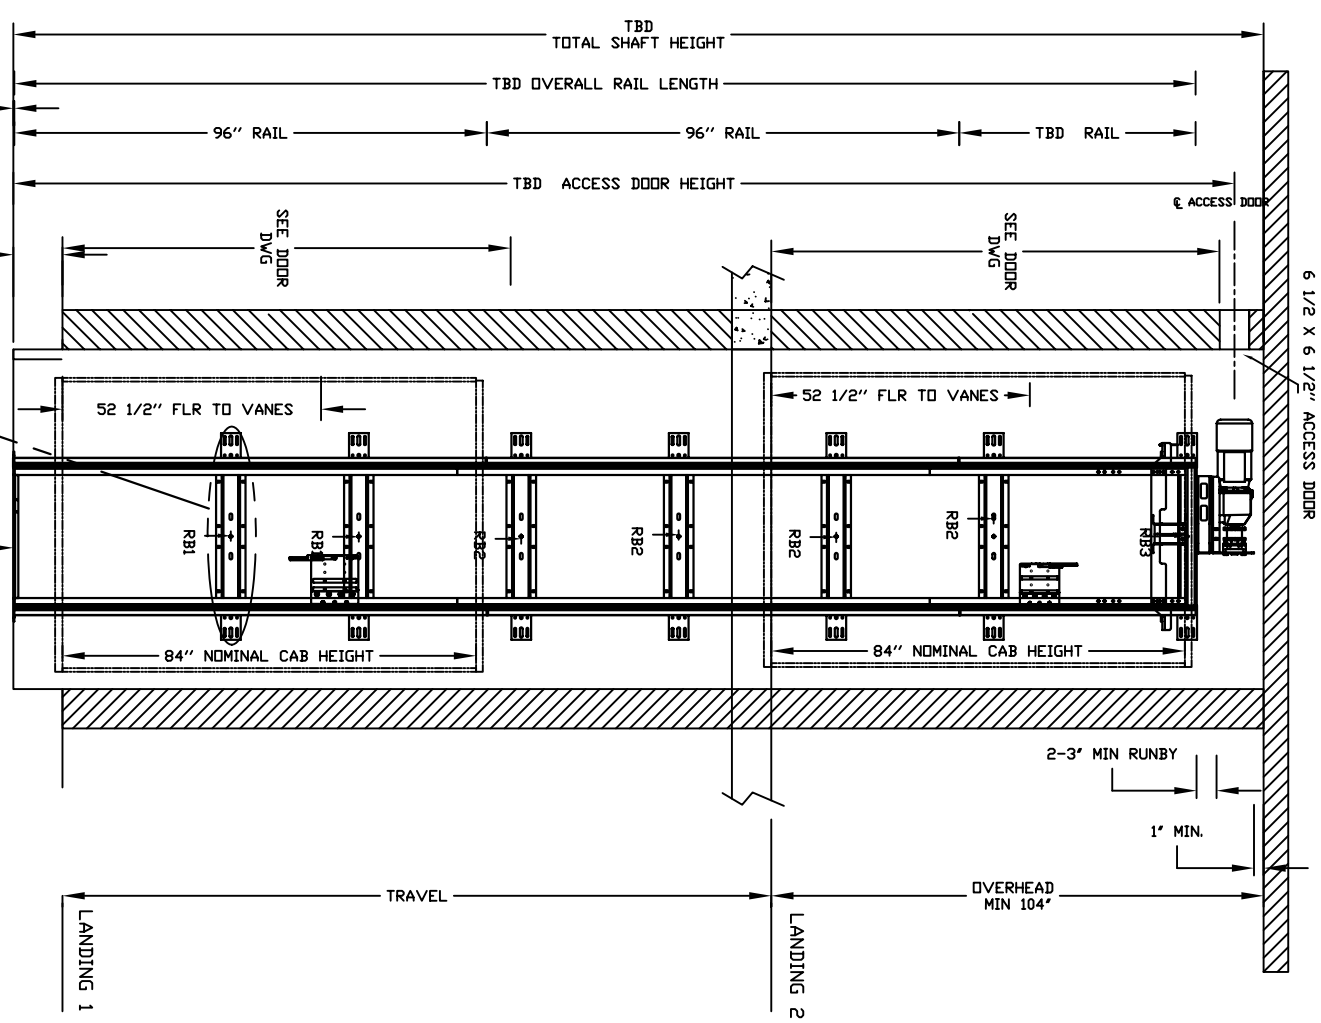 TBD
TOTAL SHAFT HEIGHT
TBD OVERALL RAIL LENGTH
96" RAIL
96" RAIL
TBD RAIL
TBD ACCESS DOOR HEIGHT
℄ ACCESS DOOR
SEE DOOR
DWG
SEE DOOR
DWG
6 1/2 X 6 1/2" ACCESS DOOR
52 1/2" FLR TO VANES
52 1/2" FLR TO VANES
RB1
RB1
RB2
RB2
RB2
RB2
RB3
84" NOMINAL CAB HEIGHT
84" NOMINAL CAB HEIGHT
2-3" MIN RUNBY
1" MIN.
TRAVEL
OVERHEAD
MIN 104"
LANDING 1
LANDING 2